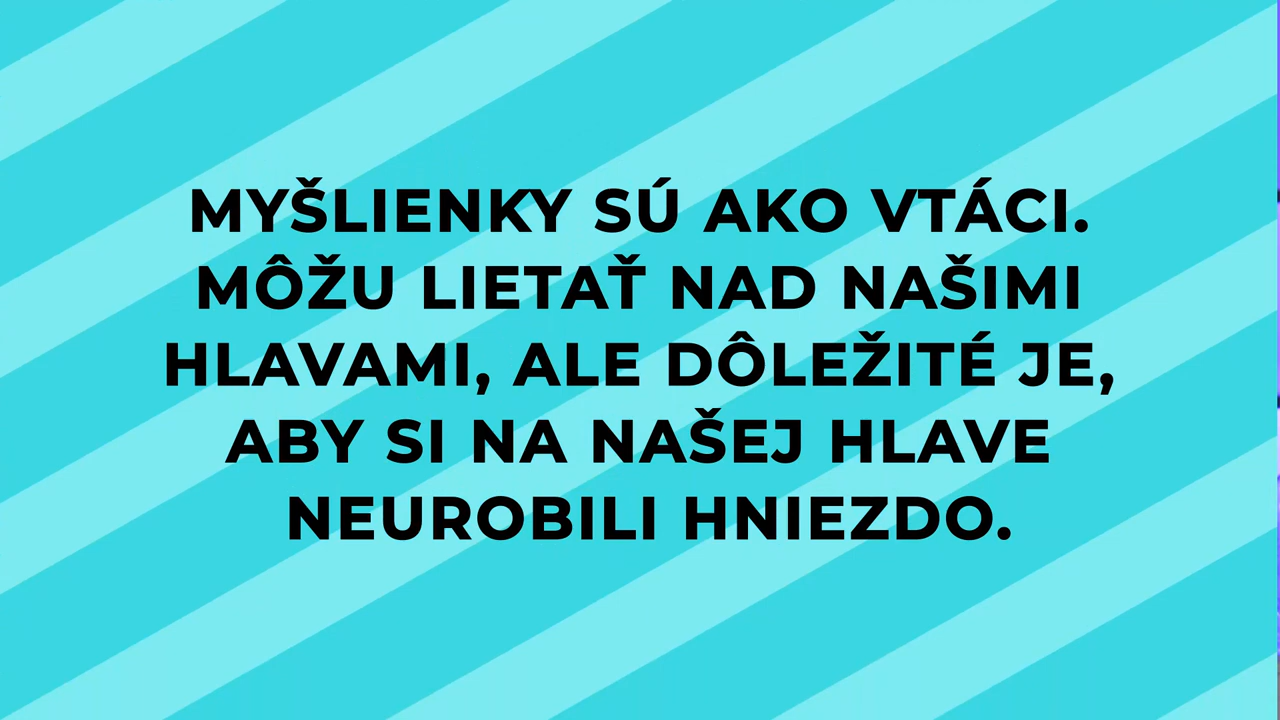 MYŠLIENKY SÚ AKO VTÁCI.
MÔŽU LIETAŤ NAD NAŠIMI
HLAVAMI, ALE DÔLEŽITÉ JE,
ABY SI NA NAŠEJ HLAVE
NEUROBILI HNIEZDO.